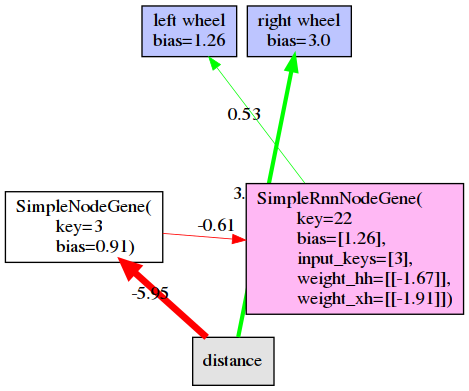 left wheel
bias=1.26
right wheel
bias=3.0
0.53
3.
SimpleNodeGene(
key=3
bias=0.91)
-0.61
SimpleRnnNodeGene(
key=22
bias=[1.26],
input_keys=[3],
weight_hh=[[-1.67]],
weight_xh=[[-1.91]])
-5.95
distance